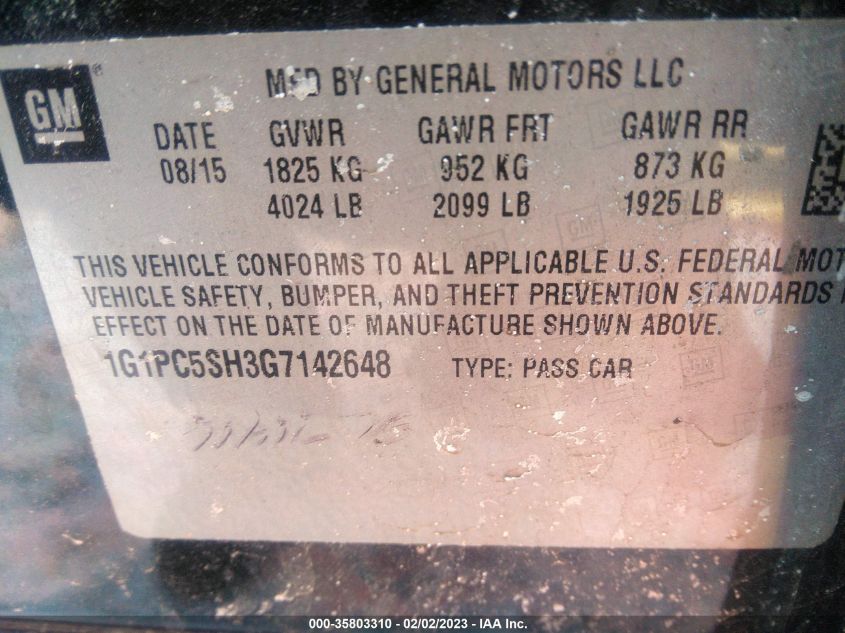 GM ®
MFD BY GENERAL MOTORS LLC
DATE GVWR GAWR FRT GAWR RR
08/15 1825 KG 952 KG 873 KG
4024 LB 2099 LB 1925 LB
THIS VEHICLE CONFORMS TO ALL APPLICABLE U.S. FEDERAL MOT
VEHICLE SAFETY, BUMPER, AND THEFT PREVENTION STANDARDS
EFFECT ON THE DATE OF MANUFACTURE SHOWN ABOVE.
1G1PC5SH3G7142648 TYPE: PASS CAR
000-35803310 - 02/02/2023 - IAA Inc.